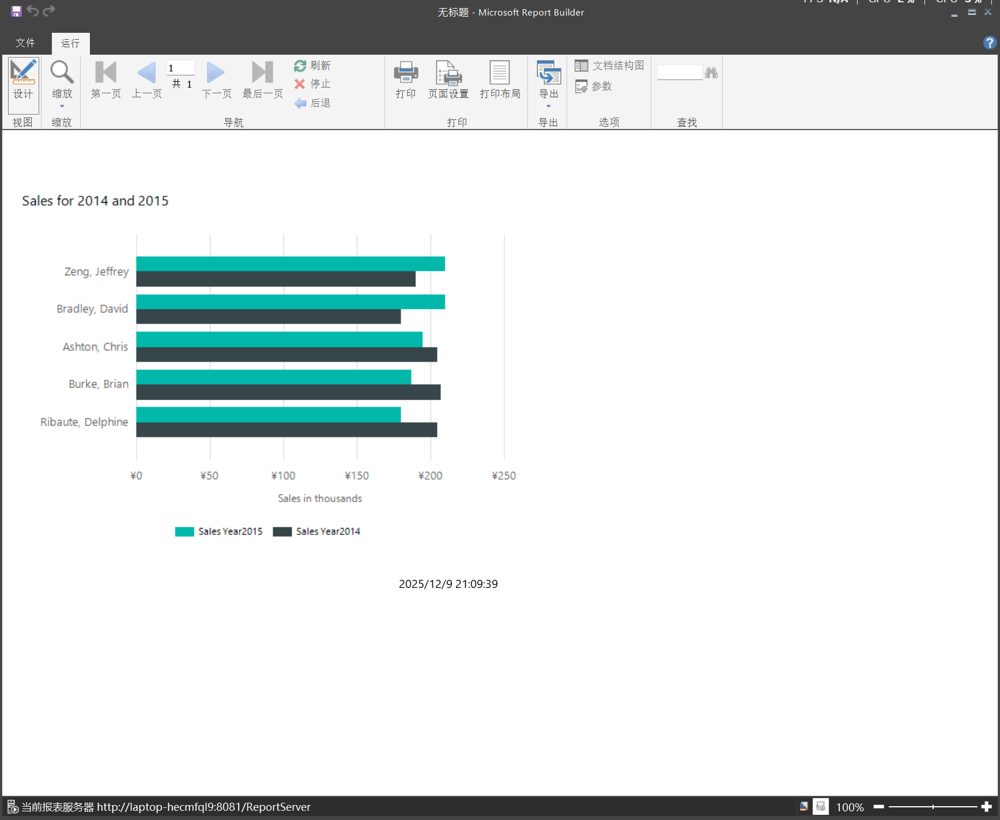 无标题 - Microsoft Report Builder
文件 运行
设计 缩放 第一页 上一页 1 共 1 下一页 最后一页 刷新 停止 后退 打印 页面设置 打印布局 导出 文档结构图 参数
视图 缩放 导航 打印 导出 选项 查找
Sales for 2014 and 2015
Zeng, Jeffrey
Bradley, David
Ashton, Chris
Burke, Brian
Ribaute, Delphine
¥0 ¥50 ¥100 ¥150 ¥200 ¥250
Sales in thousands
Sales Year2015 Sales Year2014
2025/12/9 21:09:39
当前报表服务器 http://laptop-hecmfql9:8081/ReportServer 100%